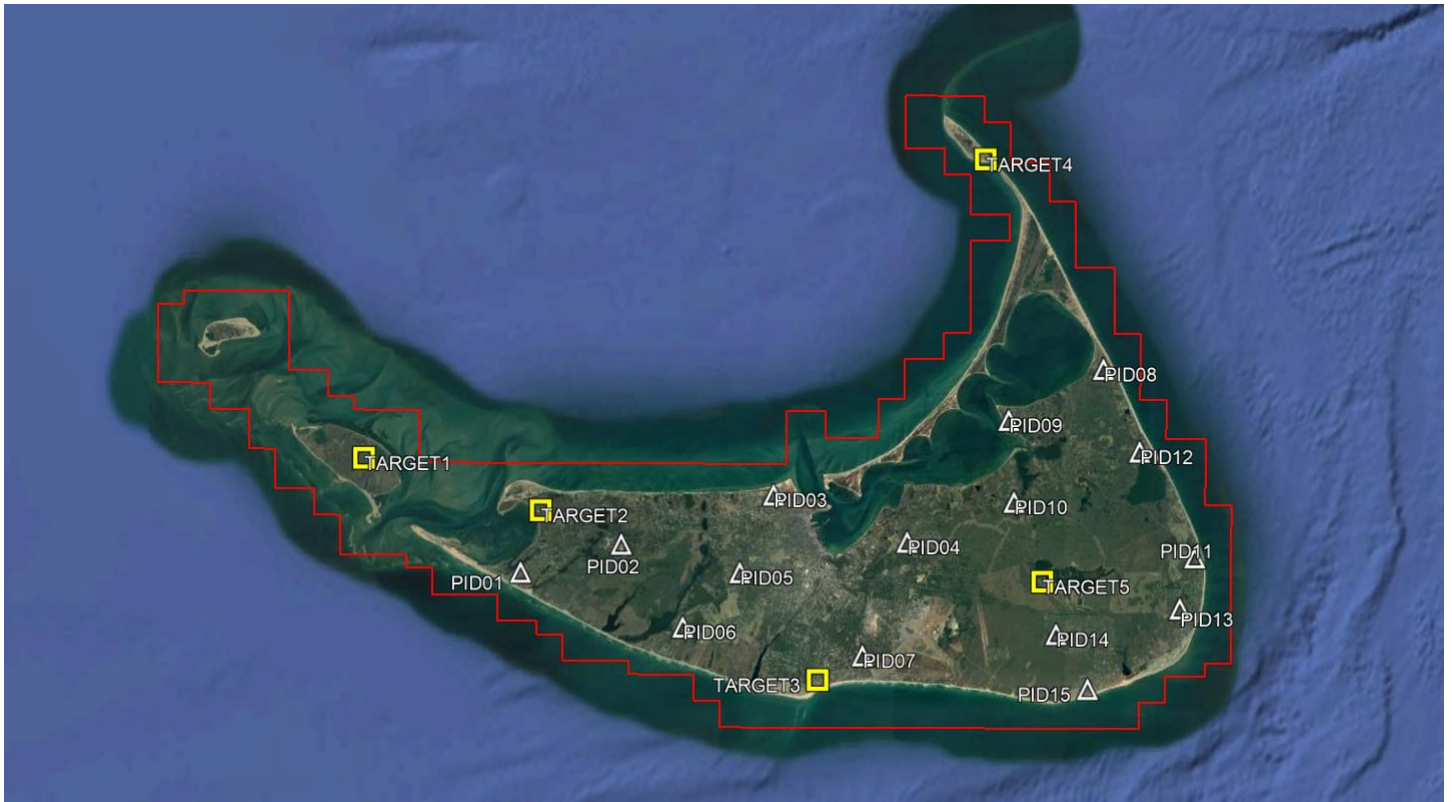 TARGET4
PID08
PID09
PID12
TARGET1
PID03
PID10
TARGET2
PID04
PID11
PID02
PID01
PID05
TARGET5
PID13
PID06
PID14
PID07
TARGET3
PID15